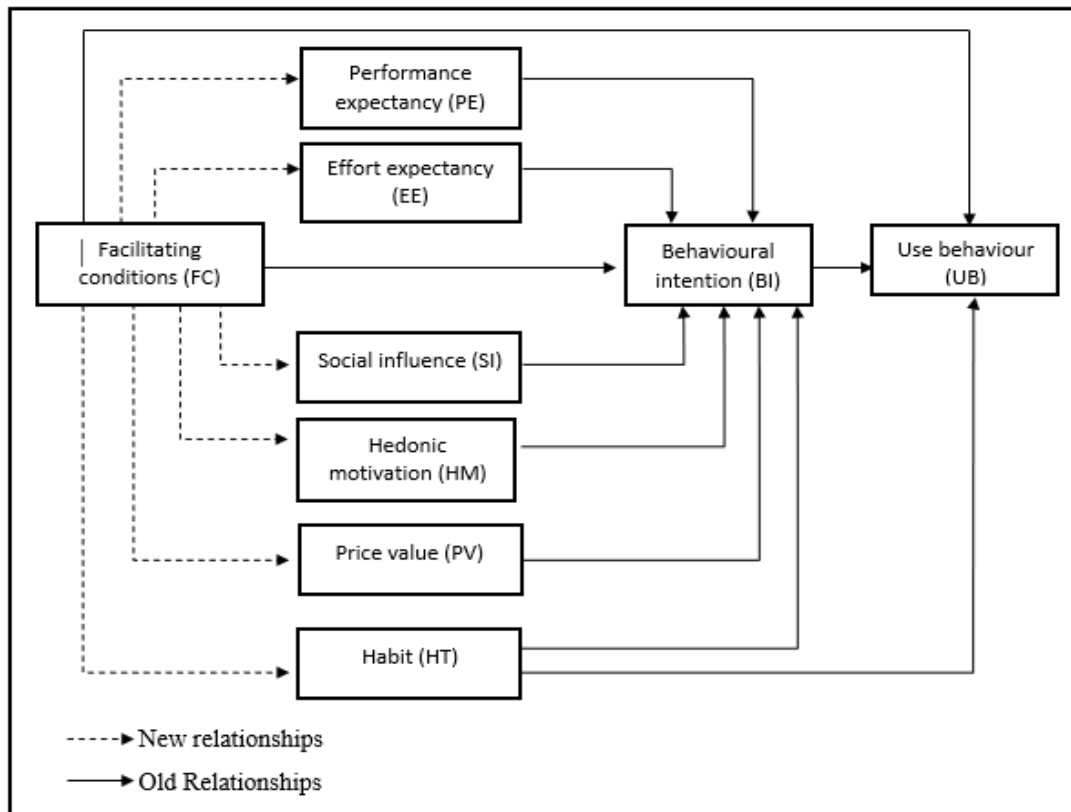 Performance
expectancy (PE)
Effort expectancy
(EE)
Facilitating
conditions (FC)
Behavioural
intention (BI)
Use behaviour
(UB)
Social influence (SI)
Hedonic
motivation (HM)
Price value (PV)
Habit (HT)
New relationships
Old Relationships